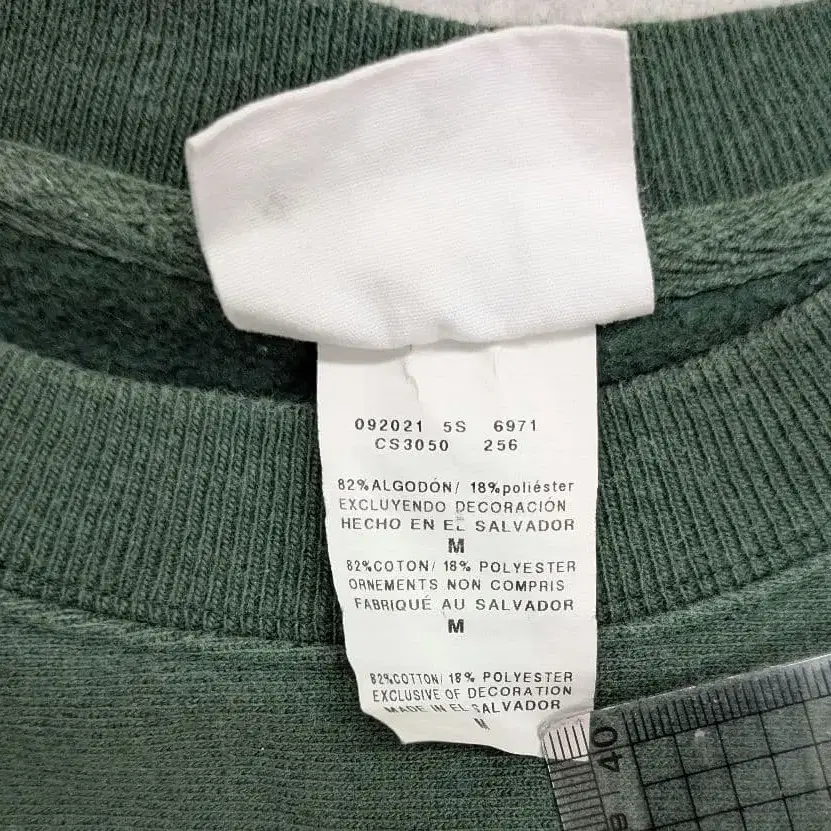 092021 5S 6971
CS3050 256
82%ALGODÓN/ 18%poliéster
EXCLUYENDO DECORACIÓN
HECHO EN EL SALVADOR
M
82%COTON/ 18% POLYESTER
ORNEMENTS NON COMPRIS
FABRIQUÉ AU SALVADOR
M
82%COTTON/ 18% POLYESTER
EXCLUSIVE OF DECORATION
MADE IN EL SALVADOR
M
40